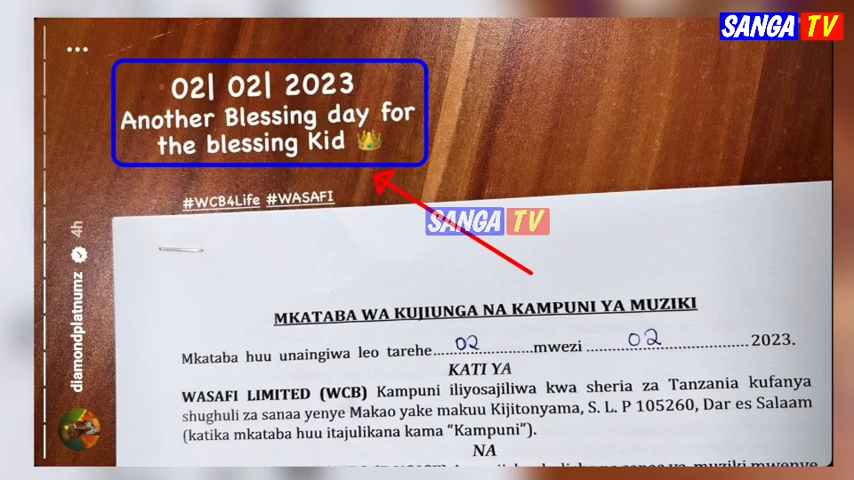 SANGA TV
02| 02| 2023
Another Blessing day for
the blessing Kid 👑
#WCB4Life #WASAFI
SANGA TV
diamondplatnumz 4h
MKATABA WA KUJIUNGA NA KAMPUNI YA MUZIKI
Mkataba huu unaingiwa leo tarehe....02....mwezi ....02.... 2023.
KATI YA
WASAFI LIMITED (WCB) Kampuni iliyosajiliwa kwa sheria za Tanzania kufanya
shughuli za sanaa yenye Makao yake makuu Kijitonyama, S. L. P 105260, Dar es Salaam
(katika mkataba huu itajulikana kama “Kampuni”).
NA